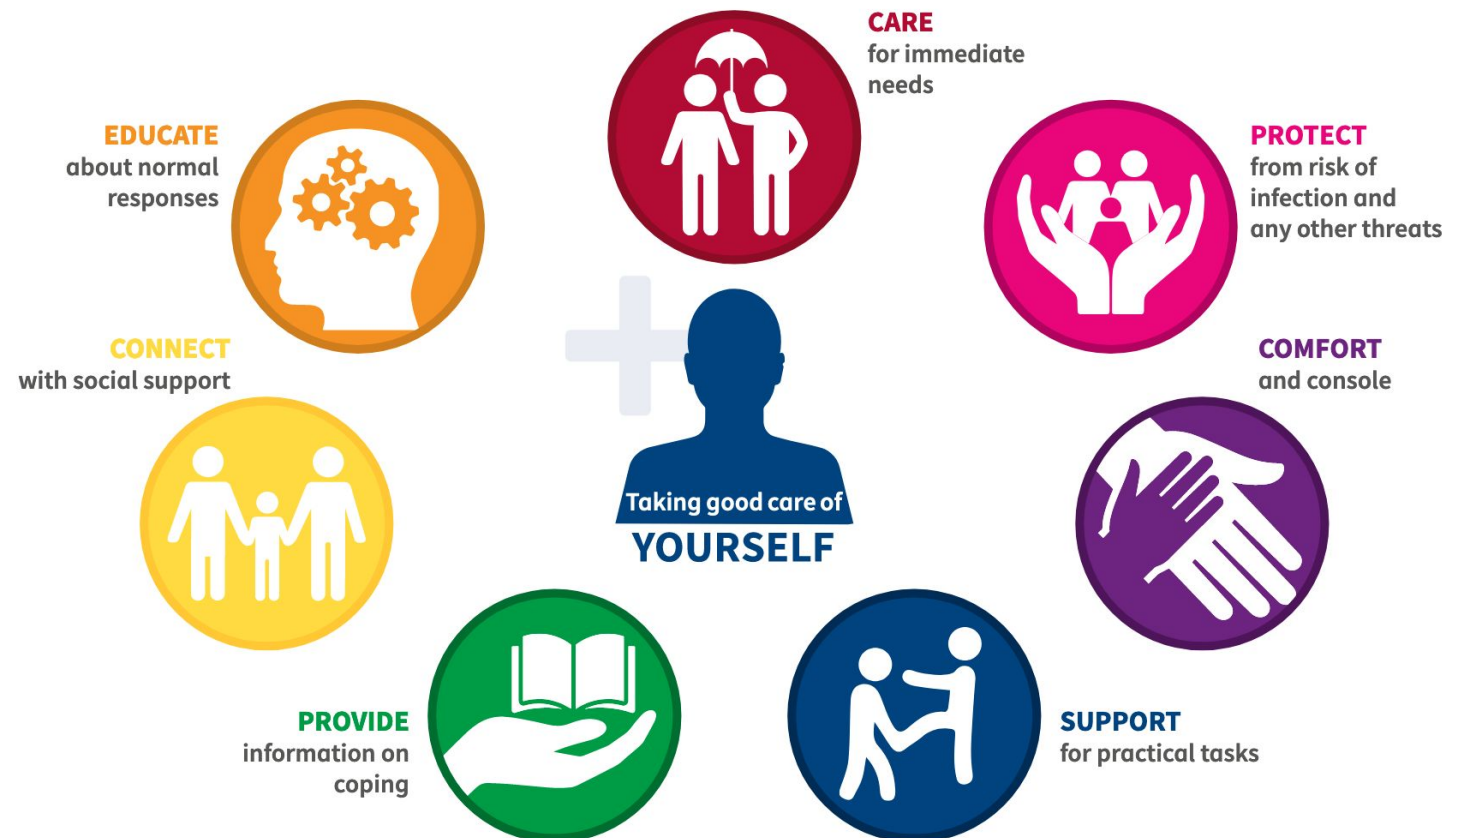 CARE
for immediate
needs
PROTECT
from risk of
infection and
any other threats
COMFORT
and console
SUPPORT
for practical tasks
PROVIDE
information on
coping
CONNECT
with social support
EDUCATE
about normal
responses
Taking good care of
YOURSELF